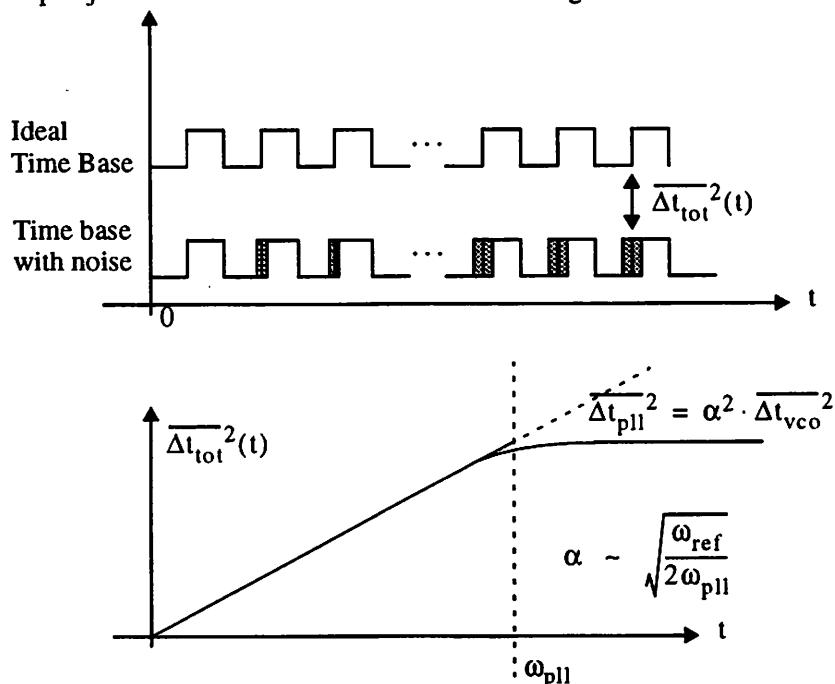 Ideal
Time Base
...
Δt_tot²(t)
Time base
with noise
...
t
0
Δt_tot²(t)
Δt_pll² = α² · Δt_vco²
α ~ √(ω_ref / 2ω_pll)
t
ω_pll